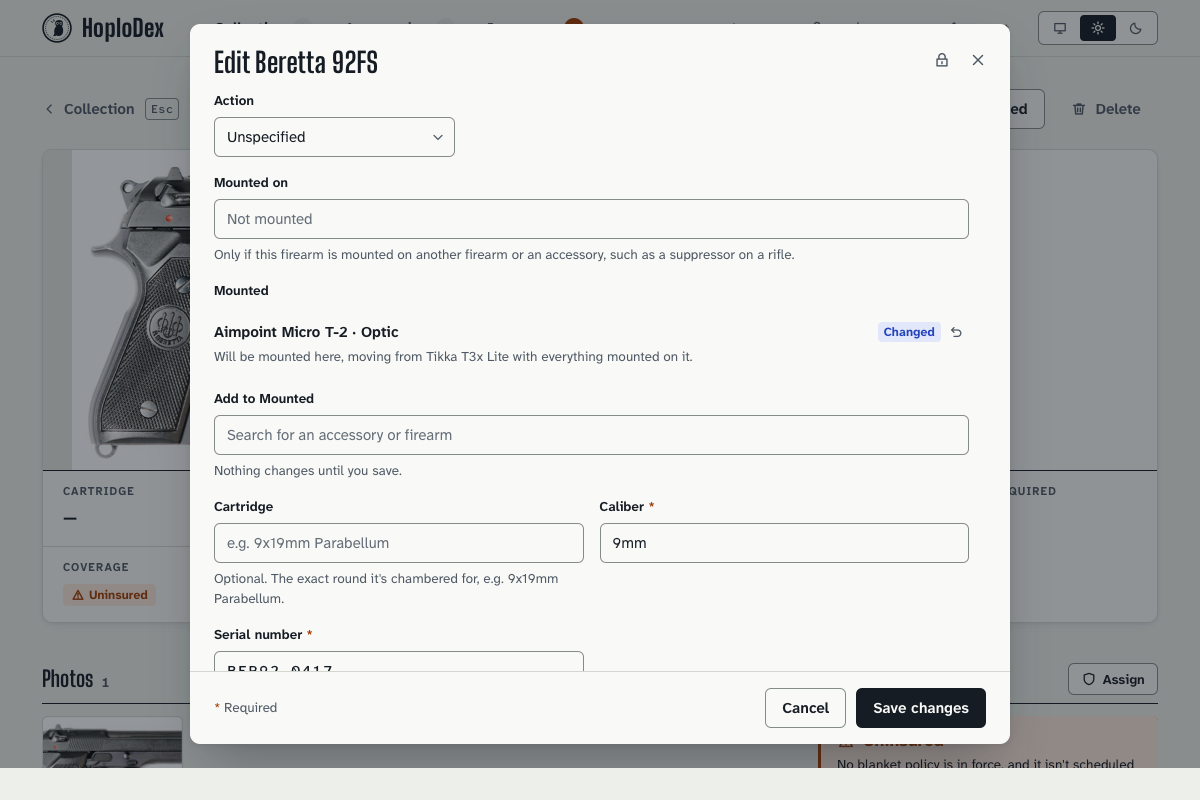 HoploDex
Edit Beretta 92FS
Collection
Esc
Delete
Action
Unspecified
Mounted on
Not mounted
Only if this firearm is mounted on another firearm or an accessory, such as a suppressor on a rifle.
Mounted
Aimpoint Micro T-2 · Optic
Changed
Will be mounted here, moving from Tikka T3x Lite with everything mounted on it.
Add to Mounted
Search for an accessory or firearm
Nothing changes until you save.
CARTRIDGE
—
Cartridge
Caliber *
e.g. 9x19mm Parabellum
9mm
Optional. The exact round it's chambered for, e.g. 9x19mm
Parabellum.
COVERAGE
Uninsured
Serial number *
Photos 1
Assign
* Required
Cancel
Save changes
Uninsured
No blanket policy is in force, and it isn't scheduled